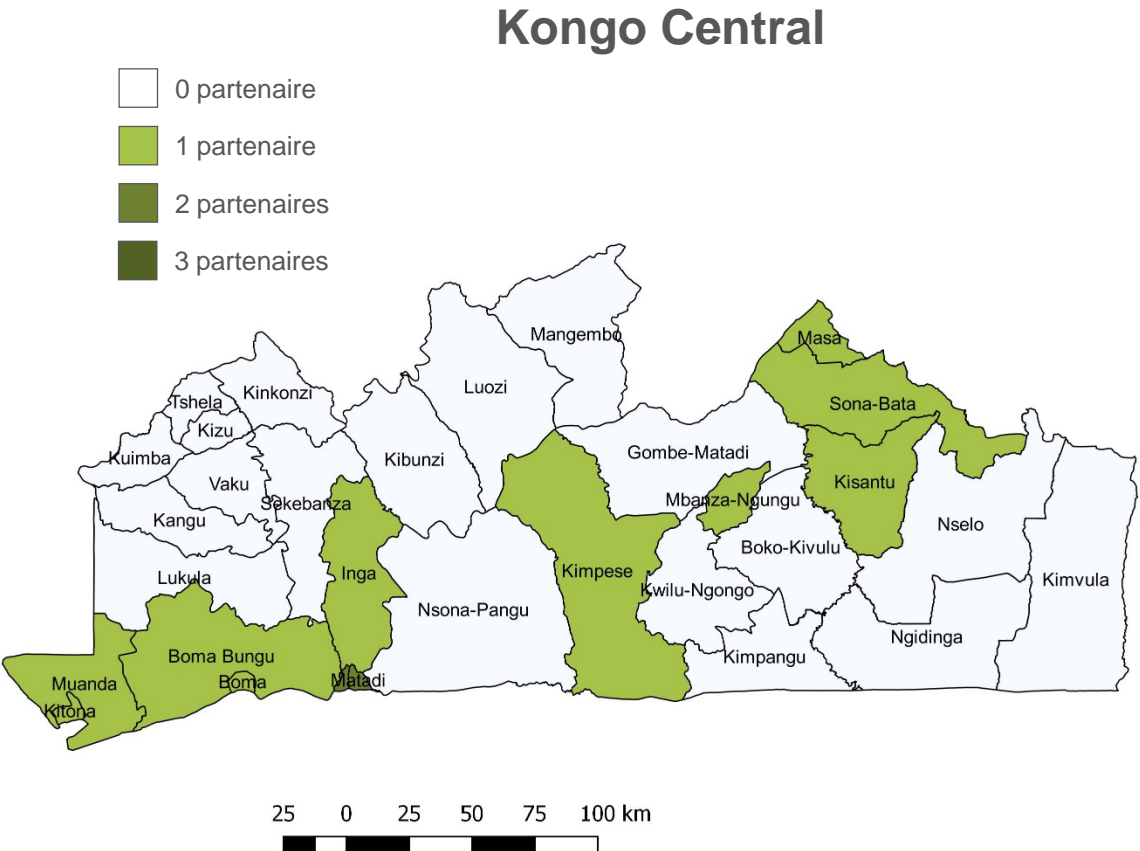 Kongo Central
0 partenaire
1 partenaire
2 partenaires
3 partenaires
Mangembo
Masa
Luozi
Kinkonzi
Tshela
Sona-Bata
Kizu
Gombe-Matadi
Kuimba
Kibunzi
Vaku
Kisantu
Sekebanza
Mbanza-Ngungu
Kangu
Nselo
Boko-Kivulu
Lukula
Inga
Kimpese
Kimvula
Kwilu-Ngongo
Nsona-Pangu
Ngidinga
Boma Bungu
Kimpangu
Muanda
Boma
Matadi
Kitona
25 0 25 50 75 100 km